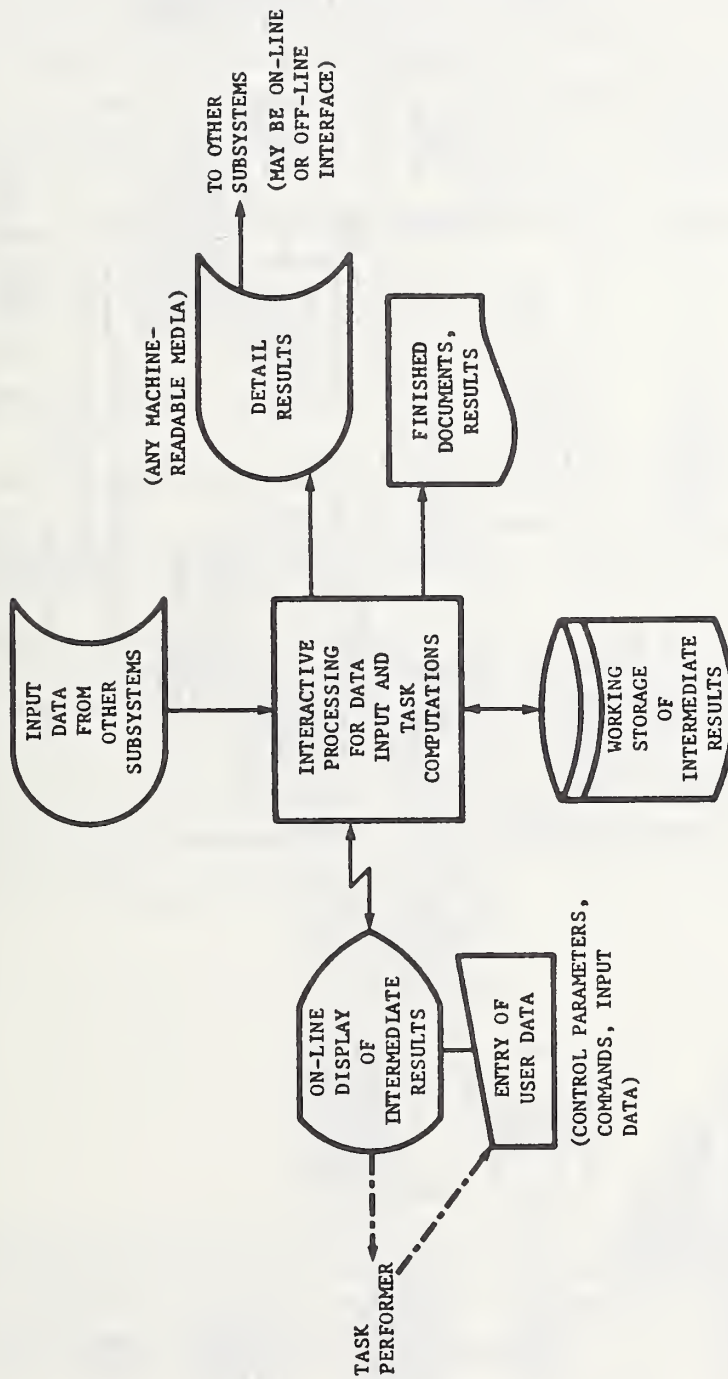 INPUT
DATA
FROM
OTHER
SUBSYSTEMS
(ANY MACHINE-
READABLE MEDIA)
TO OTHER
SUBSYSTEMS
(MAY BE ON-LINE
OR OFF-LINE
INTERFACE)
DETAIL
RESULTS
ON-LINE
DISPLAY
OF
INTERMEDIATE
RESULTS
INTERACTIVE
PROCESSING
FOR DATA
INPUT AND
TASK
COMPUTATIONS
FINISHED
DOCUMENTS,
RESULTS
TASK
PERFORMER
ENTRY OF
USER DATA
(CONTROL PARAMETERS,
COMMANDS, INPUT
DATA)
WORKING
STORAGE
OF
INTERMEDIATE
RESULTS